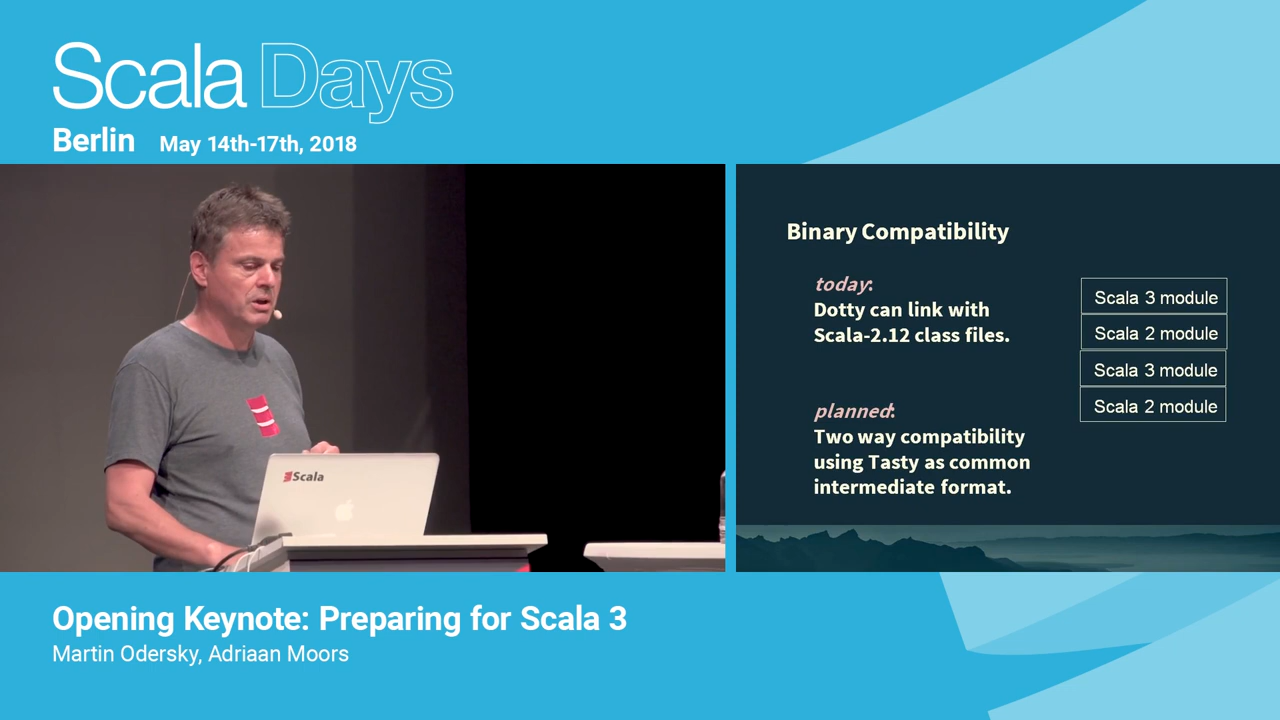 Scala Days
Berlin May 14th-17th, 2018
Binary Compatibility
today:
Dotty can link with
Scala-2.12 class files.
planned:
Two way compatibility
using Tasty as common
intermediate format.
Scala 3 module
Scala 2 module
Scala 3 module
Scala 2 module
Scala
Opening Keynote: Preparing for Scala 3
Martin Odersky, Adriaan Moors